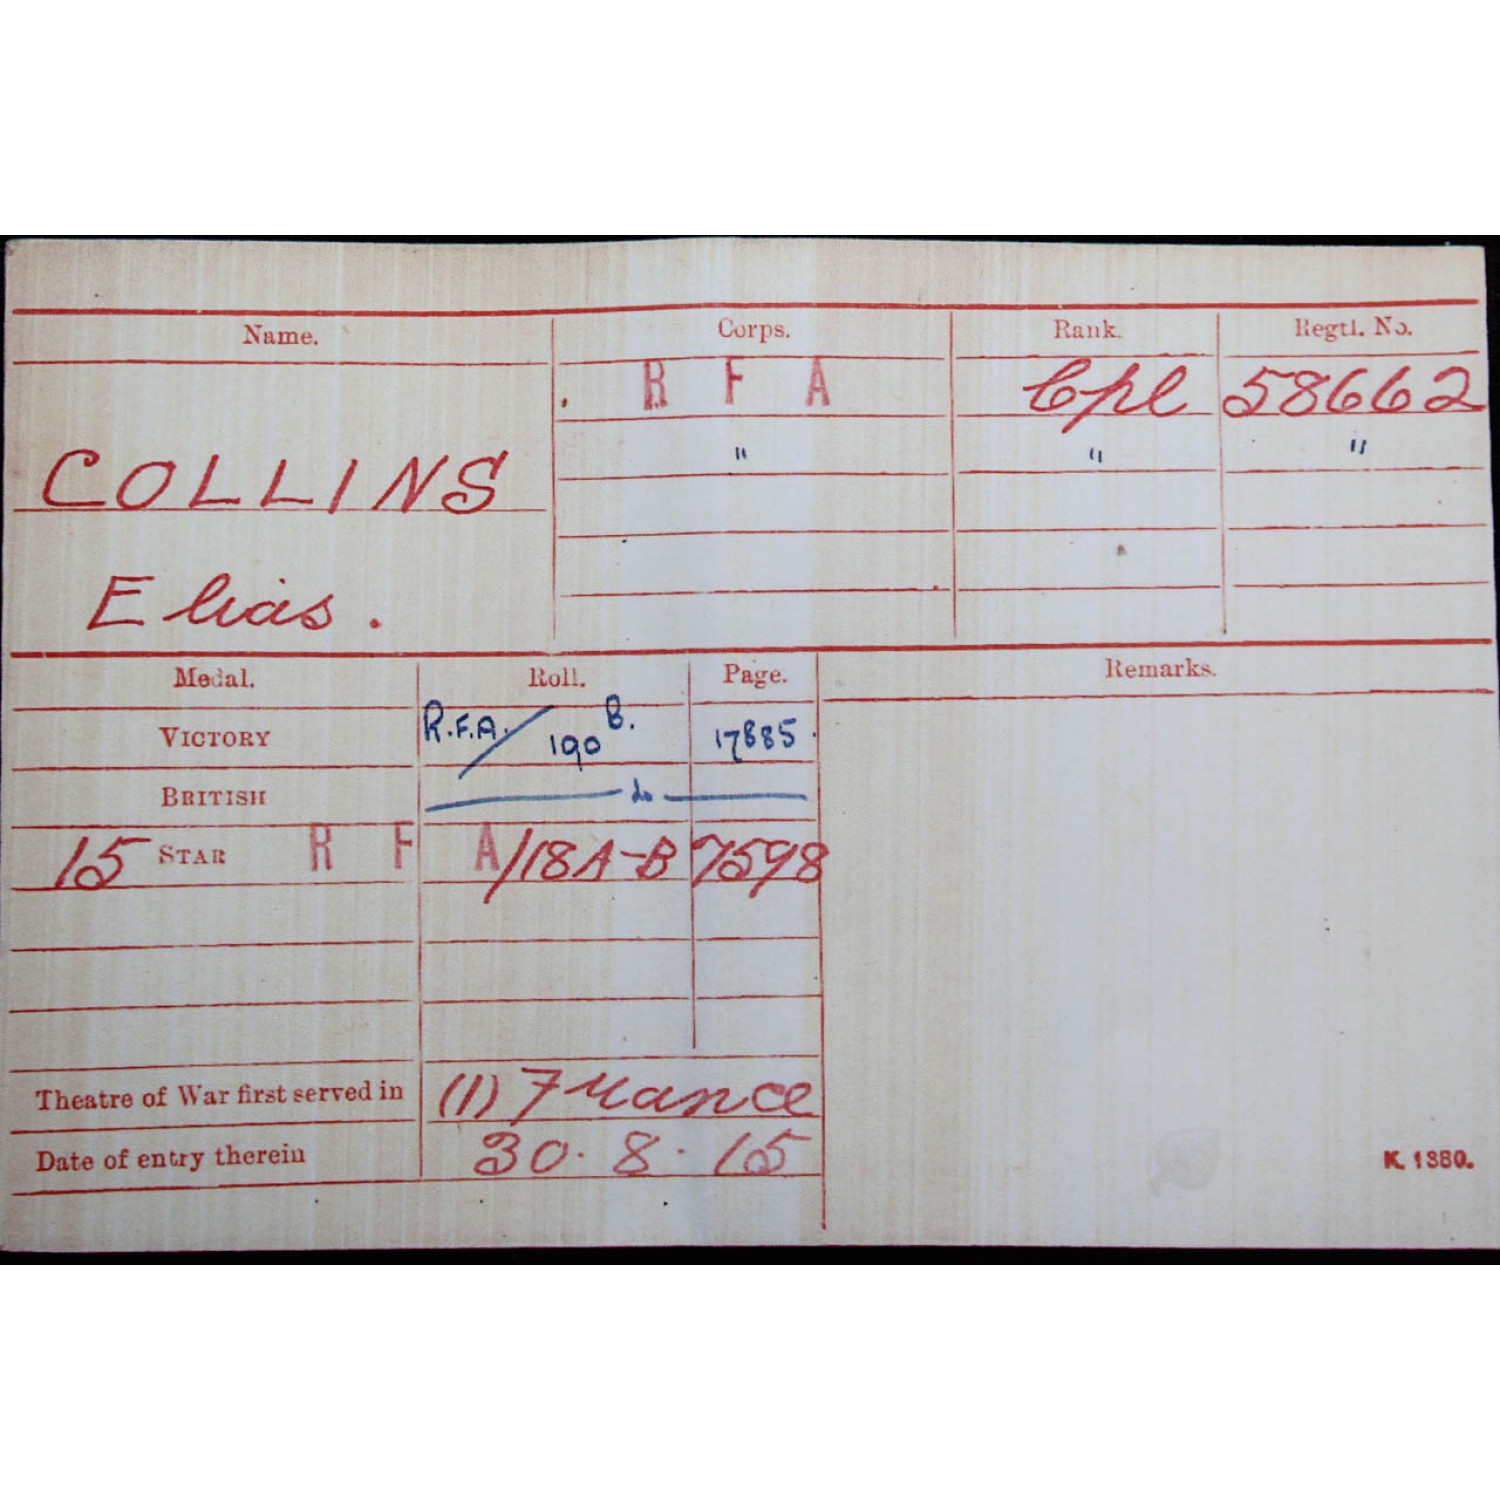 Name. Corps. Rank. Regtl. No.
R F A Cpl 58662
COLLINS " " "
Elias.
Medal. Roll. Page. Remarks.
VICTORY R.F.A./190 B. 17885
BRITISH do
15 STAR R F A/18A-B 7598
Theatre of War first served in (1) France
Date of entry therein 30.8.15
K. 1380.